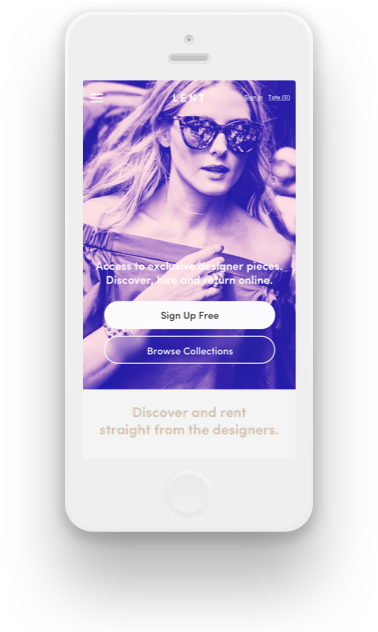 LENT
Sign in Tote (0)
Access to exclusive designer pieces.
Discover, hire and return online.
Sign Up Free
Browse Collections
Discover and rent
straight from the designers.